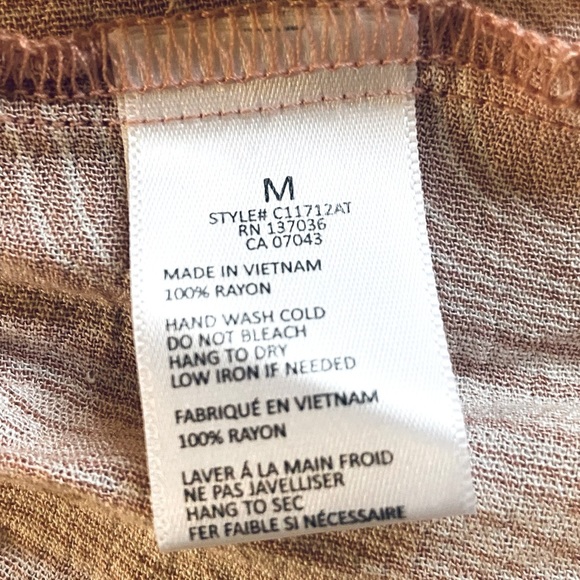 M
STYLE# C11712AT
RN 137036
CA 07043
MADE IN VIETNAM
100% RAYON
HAND WASH COLD
DO NOT BLEACH
HANG TO DRY
LOW IRON IF NEEDED
FABRIQUÉ EN VIETNAM
100% RAYON
LAVER Á LA MAIN FROID
NE PAS JAVELLISER
HANG TO SEC
FER FAIBLE SI NÉCESSAIRE